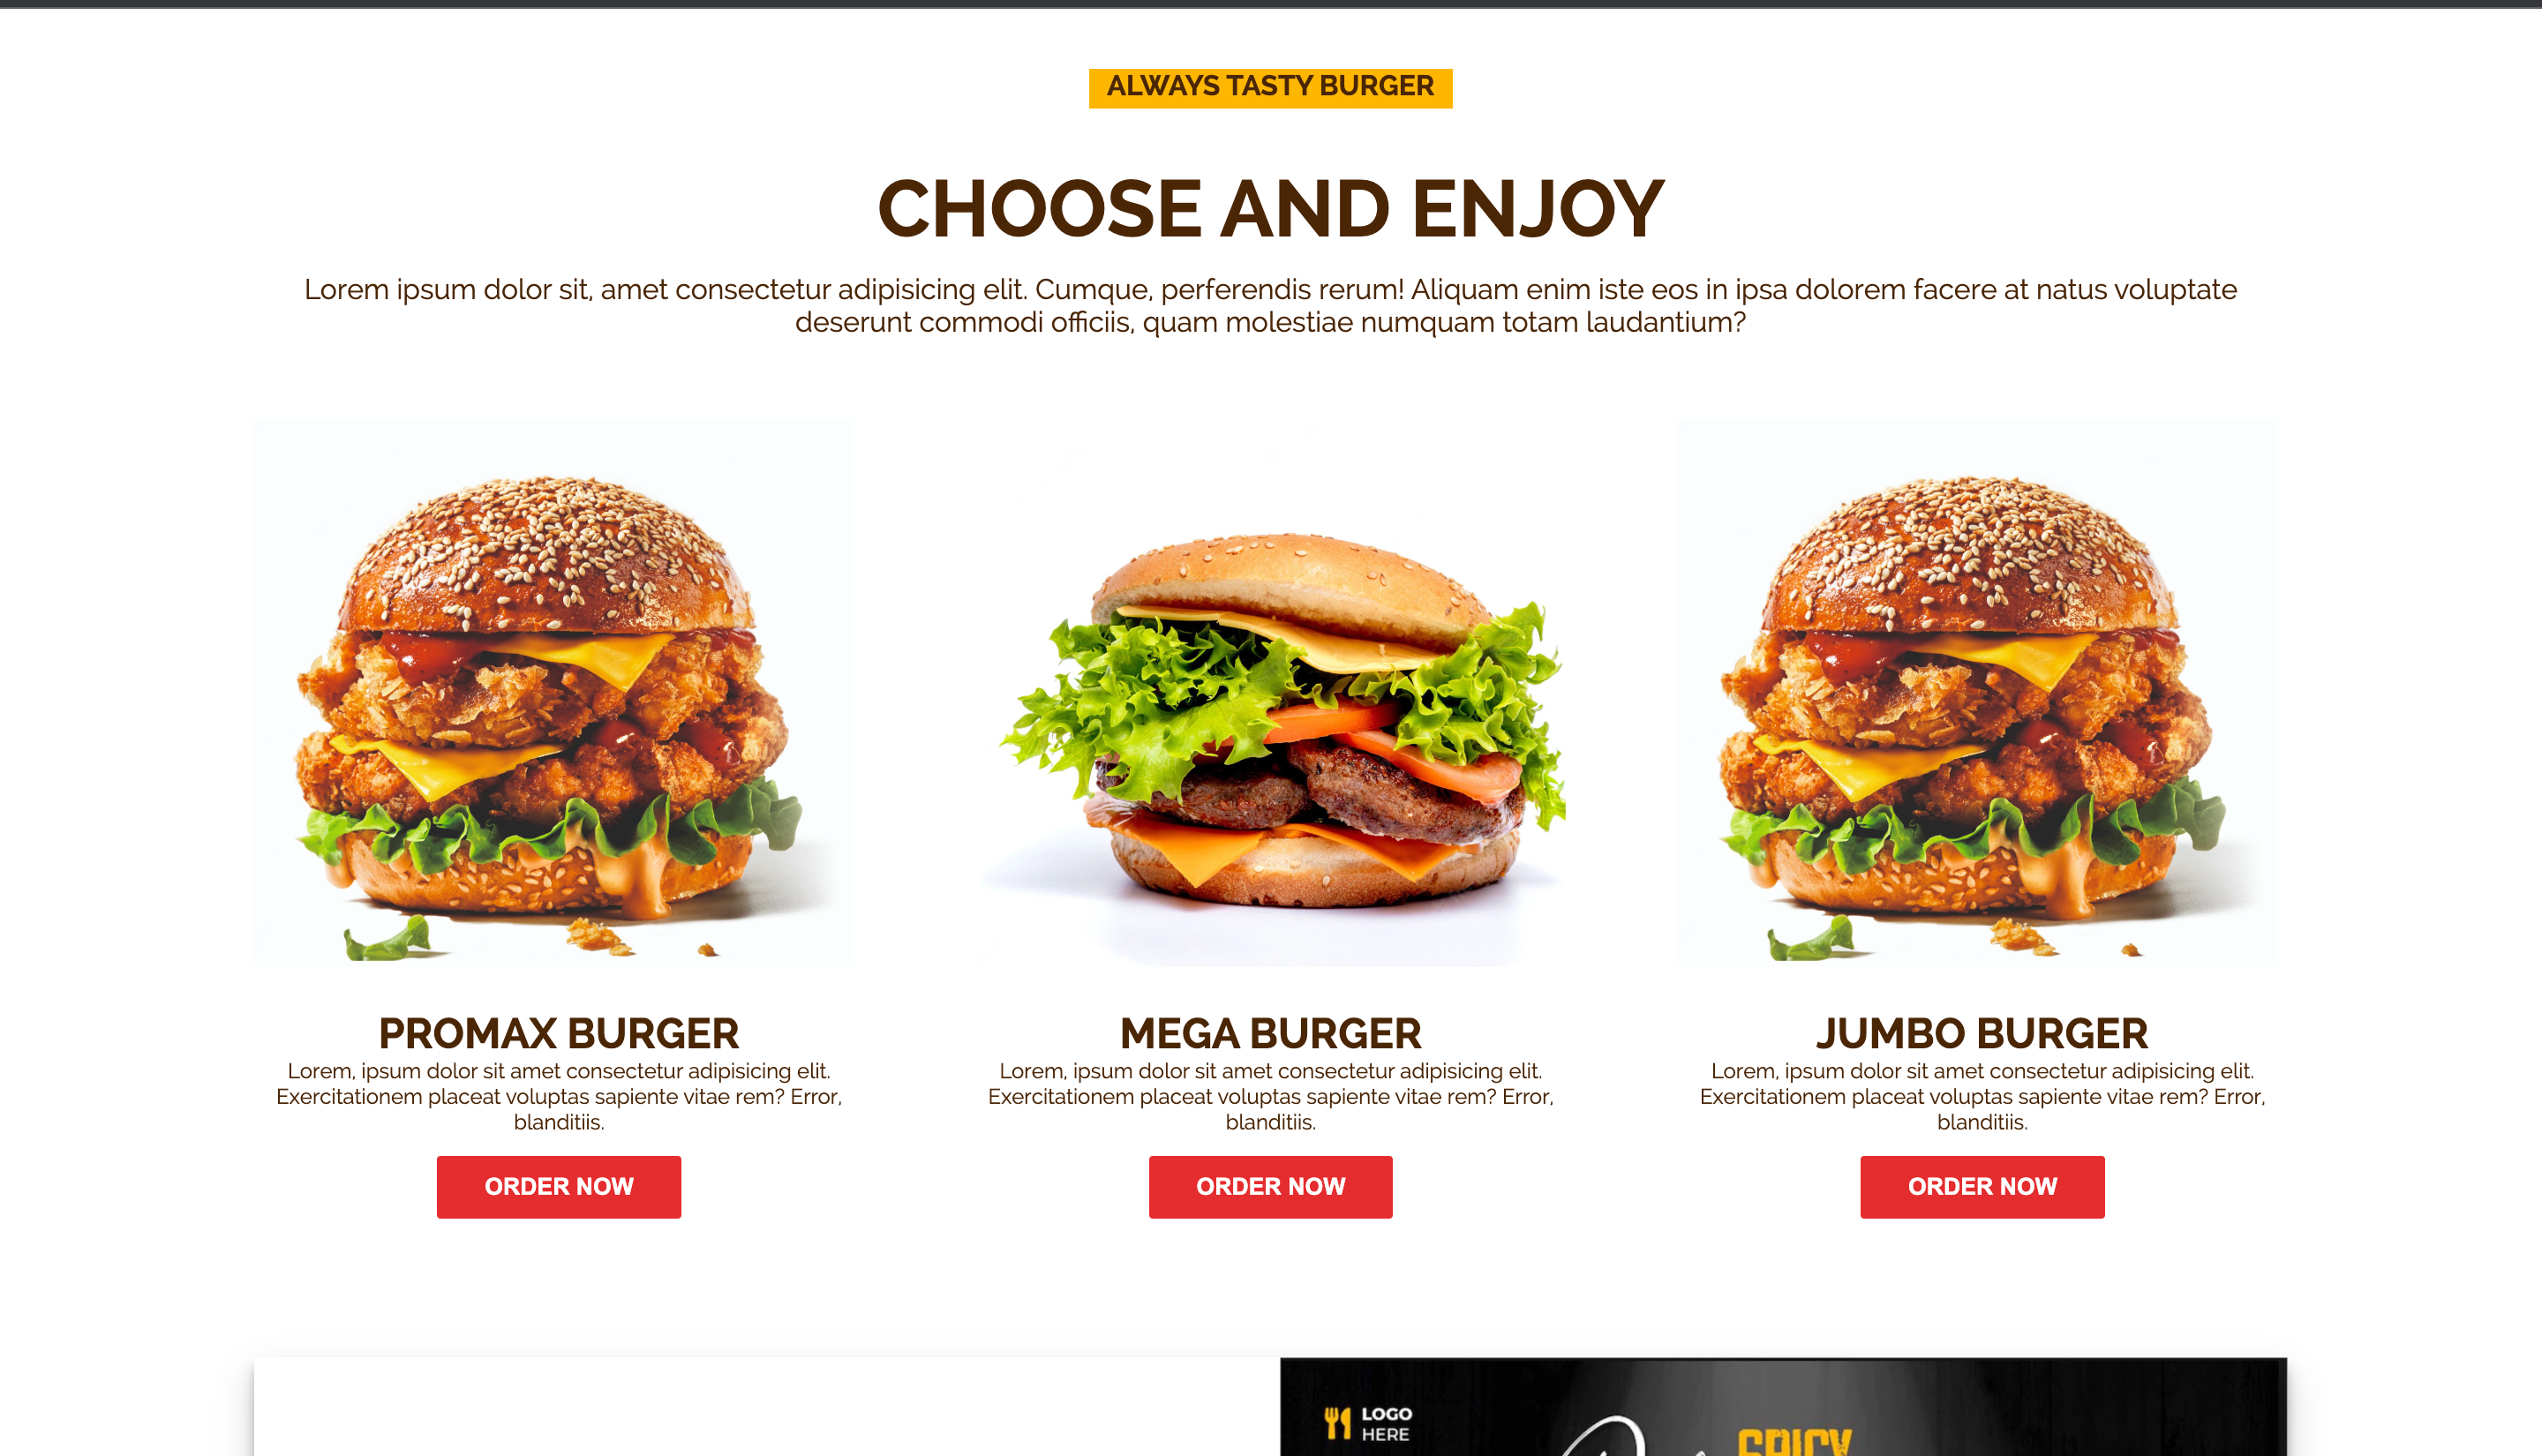 ALWAYS TASTY BURGER
CHOOSE AND ENJOY
Lorem ipsum dolor sit, amet consectetur adipisicing elit. Cumque, perferendis rerum! Aliquam enim iste eos in ipsa dolorem facere at natus voluptate
deserunt commodi officiis, quam molestiae numquam totam laudantium?
PROMAX BURGER
Lorem, ipsum dolor sit amet consectetur adipisicing elit.
Exercitationem placeat voluptas sapiente vitae rem? Error,
blanditiis.
ORDER NOW
MEGA BURGER
Lorem, ipsum dolor sit amet consectetur adipisicing elit.
Exercitationem placeat voluptas sapiente vitae rem? Error,
blanditiis.
ORDER NOW
JUMBO BURGER
Lorem, ipsum dolor sit amet consectetur adipisicing elit.
Exercitationem placeat voluptas sapiente vitae rem? Error,
blanditiis.
ORDER NOW
LOGO
HERE
SPICY